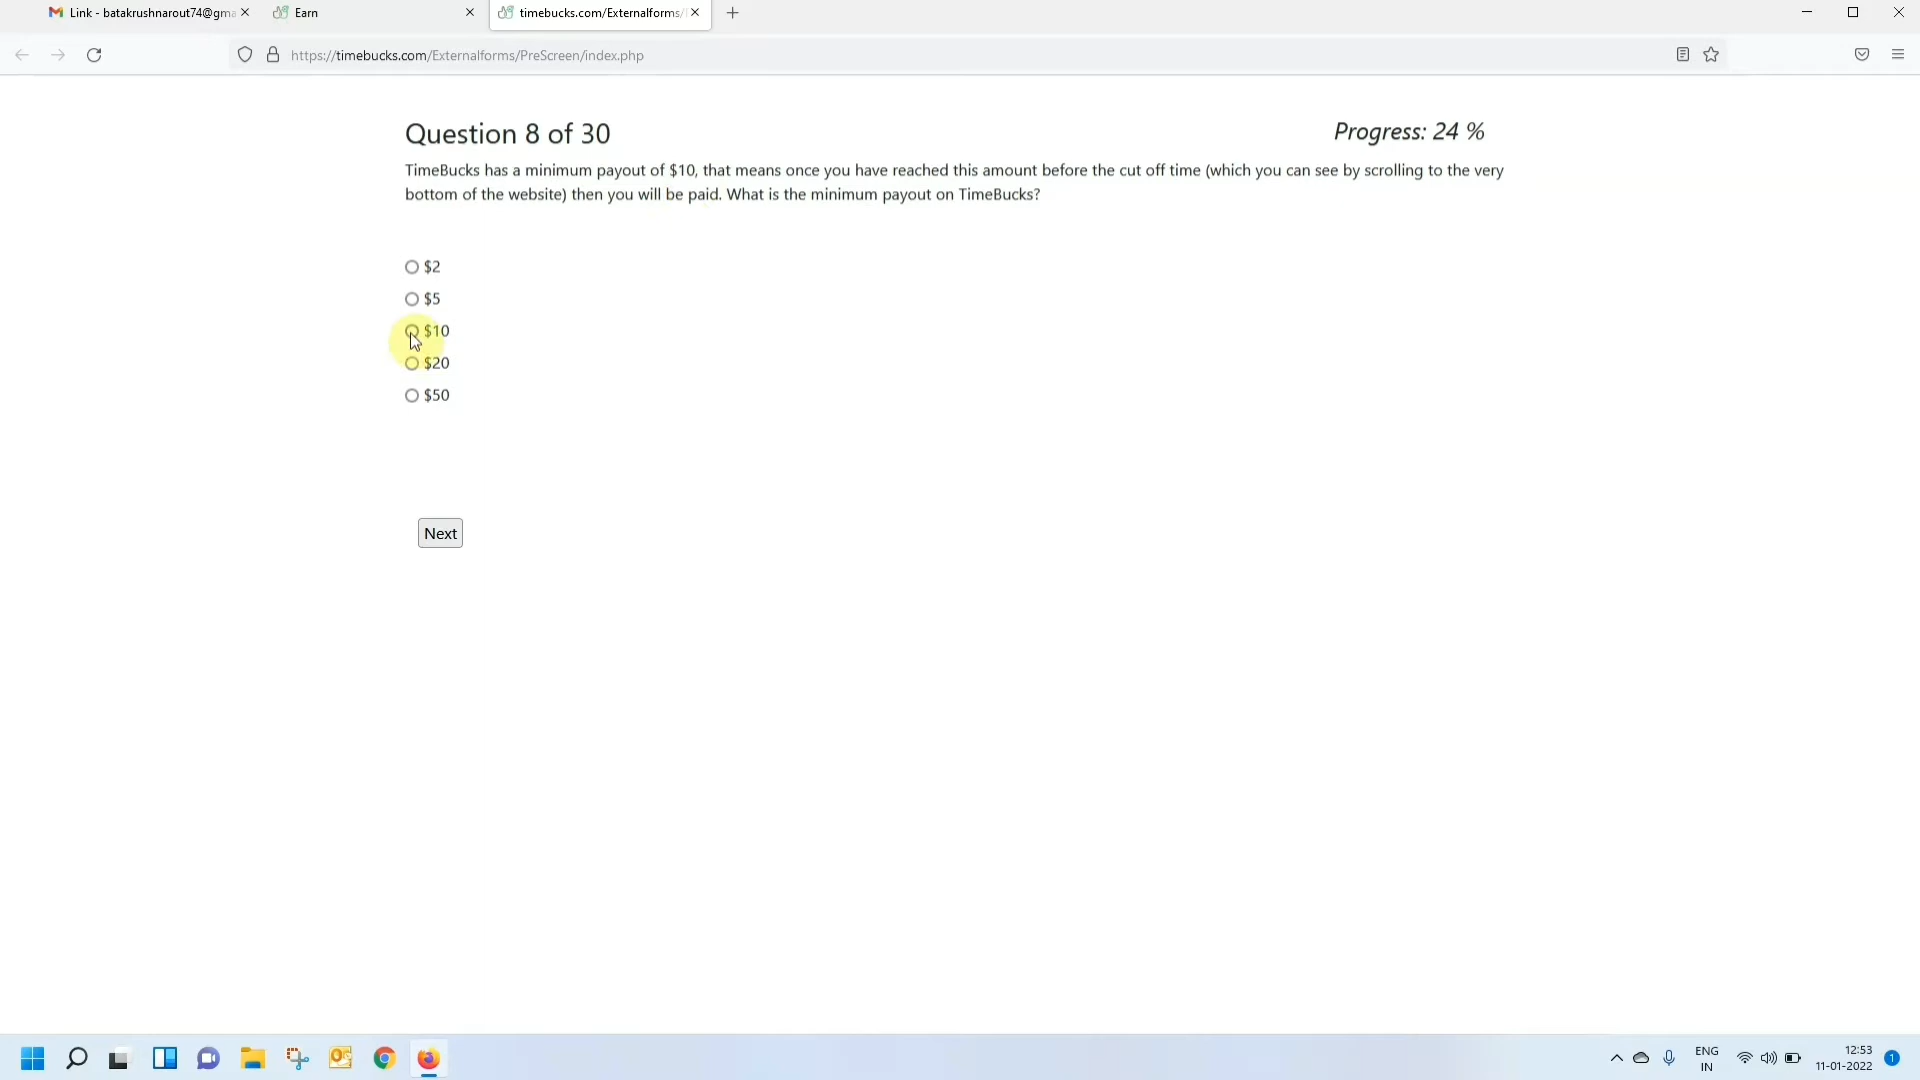 Link - batakrushnarout74@gma
Earn
timebucks.com/Externalforms/
https://timebucks.com/Externalforms/PreScreen/index.php
Question 8 of 30
Progress: 24 %
TimeBucks has a minimum payout of $10, that means once you have reached this amount before the cut off time (which you can see by scrolling to the very
bottom of the website) then you will be paid. What is the minimum payout on TimeBucks?
$2
$5
$10
$20
$50
Next
ENG
IN
12:53
11-01-2022
1